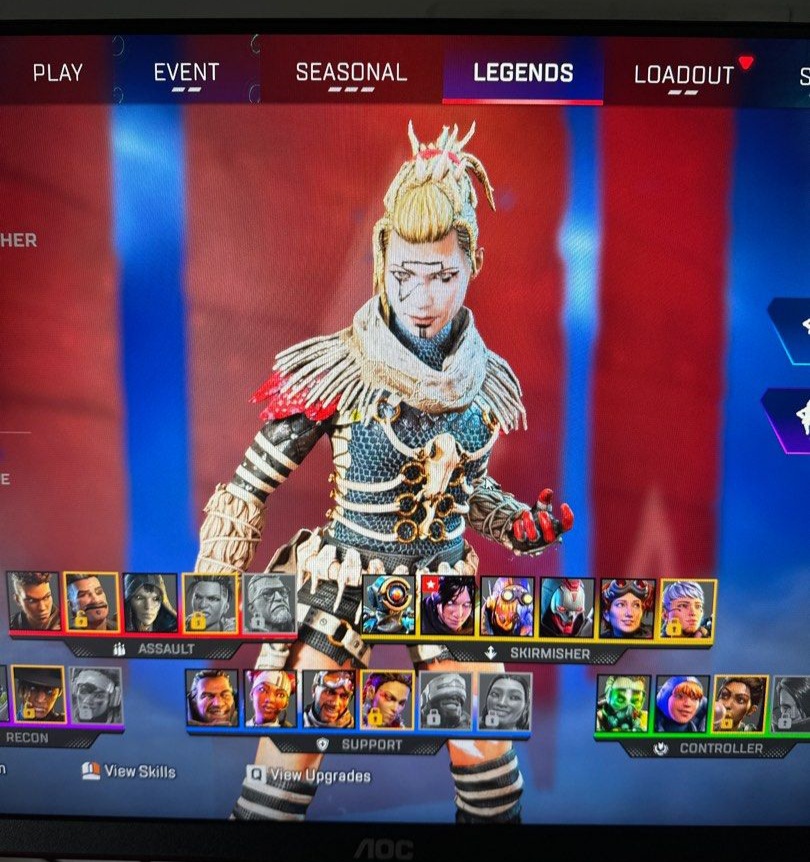 PLAY
EVENT
SEASONAL
LEGENDS
LOADOUT
S
HER
E
ASSAULT
SKIRMISHER
RECON
SUPPORT
CONTROLLER
n
View Skills
Q View Upgrades
AOC